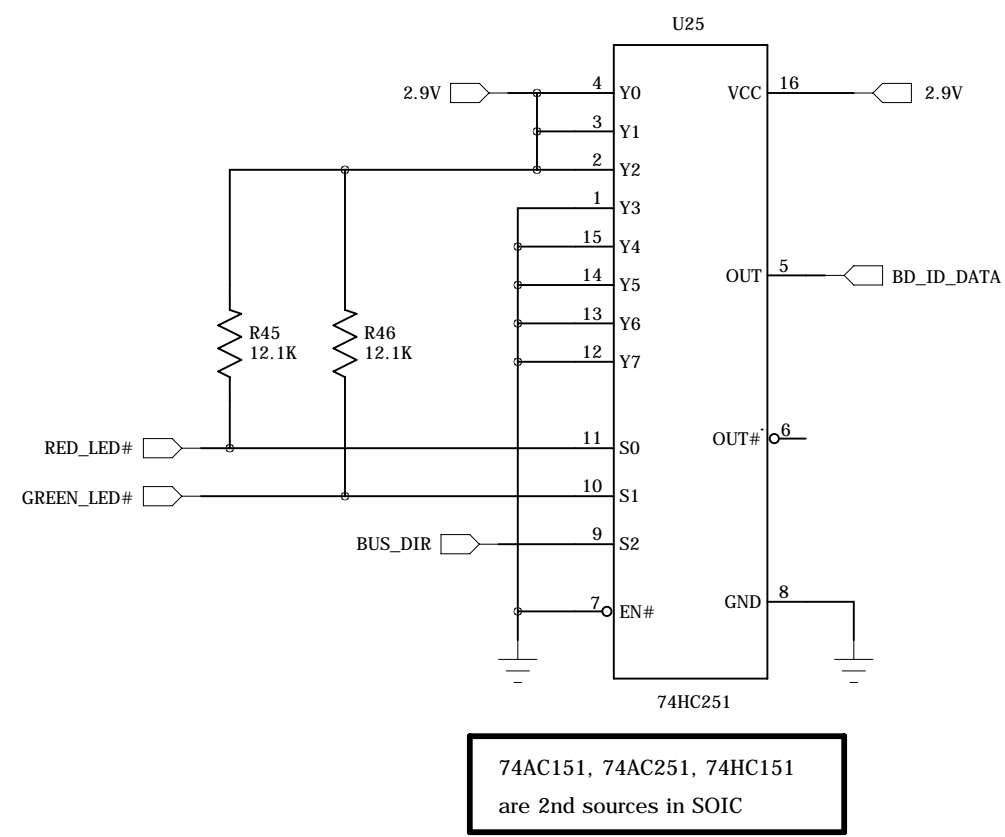 U25
2.9V
4
Y0
VCC
16
2.9V
3
Y1
2
Y2
1
Y3
15
Y4
14
Y5
OUT
5
BD_ID_DATA
13
Y6
R45
12.1K
R46
12.1K
12
Y7
RED_LED#
11
S0
OUT#
6
GREEN_LED#
10
S1
BUS_DIR
9
S2
7
EN#
GND
8
74HC251
74AC151, 74AC251, 74HC151
are 2nd sources in SOIC